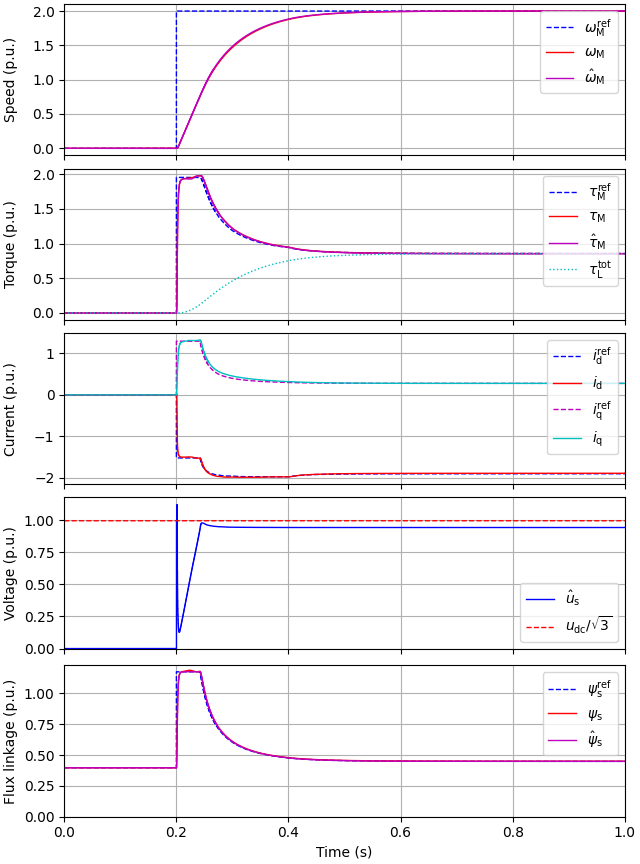 2.0
1.5
1.0
0.5
0.0
Speed (p.u.)
ω_M^ref
ω_M
ω̂_M
2.0
1.5
1.0
0.5
0.0
Torque (p.u.)
τ_M^ref
τ_M
τ̂_M
τ_L^tot
1
0
−1
−2
Current (p.u.)
i_d^ref
i_d
i_q^ref
i_q
1.00
0.75
0.50
0.25
0.00
Voltage (p.u.)
û_s
u_dc/√3
1.00
0.75
0.50
0.25
0.00
Flux linkage (p.u.)
ψ_s^ref
ψ_s
ψ̂_s
0.0 0.2 0.4 0.6 0.8 1.0
Time (s)